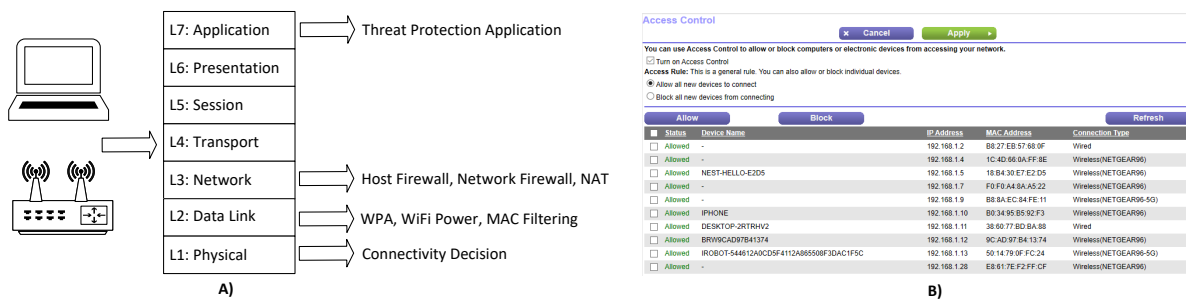 L7: Application
Threat Protection Application
L6: Presentation
L5: Session
L4: Transport
L3: Network
Host Firewall, Network Firewall, NAT
L2: Data Link
WPA, WiFi Power, MAC Filtering
L1: Physical
Connectivity Decision
A)
Access Control
x Cancel
Apply
You can use Access Control to allow or block computers or electronic devices from accessing your network.
Turn on Access Control
Access Rule: This is a general rule. You can also allow or block individual devices.
Allow all new devices to connect
Block all new devices from connecting
Allow Block Refresh
Status Device Name IP Address MAC Address Connection Type
Allowed - 192.168.1.2 B8:27:EB:57:68:0F Wired
Allowed - 192.168.1.4 1C:4D:66:0A:FF:8E Wireless(NETGEAR96)
Allowed NEST-HELLO-E2D5 192.168.1.5 18:B4:30:E7:E2:D5 Wireless(NETGEAR96)
Allowed - 192.168.1.7 F0:F0:A4:8A:A5:22 Wireless(NETGEAR96)
Allowed - 192.168.1.9 B8:8A:EC:84:FE:11 Wireless(NETGEAR96-5G)
Allowed IPHONE 192.168.1.10 B0:34:95:B5:92:F3 Wireless(NETGEAR96)
Allowed DESKTOP-2RTRHV2 192.168.1.11 38:60:77:BD:BA:88 Wired
Allowed BRW9CAD97B41374 192.168.1.12 9C:AD:97:B4:13:74 Wireless(NETGEAR96)
Allowed IROBOT-544612A0CD5F4112A865508F3DAC1F5C 192.168.1.13 50:14:79:0F:FC:24 Wireless(NETGEAR96-5G)
Allowed - 192.168.1.28 E8:61:7E:F2:FF:CF Wireless(NETGEAR96)
B)